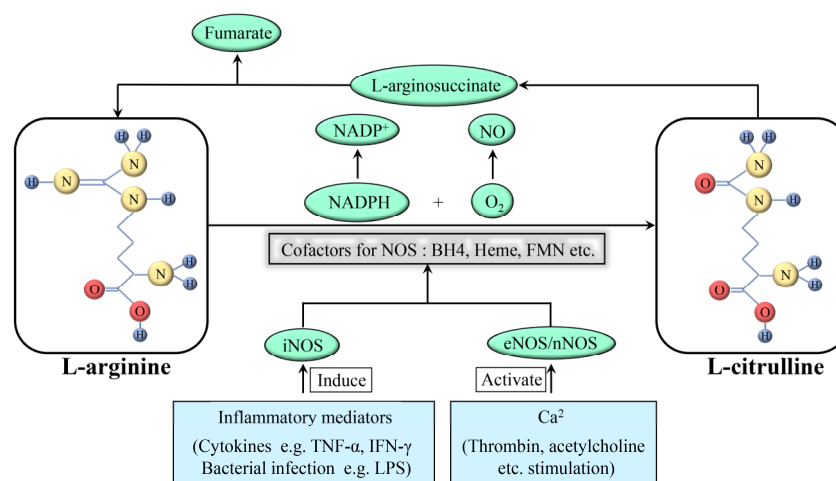 Fumarate
L-arginosuccinate
NADP⁺
NO
NADPH
+
O₂
H
H
N
H
N
N
H
N
H
H
O
O
H
H
H
N
O
N
H
N
H
H
O
O
H
Cofactors for NOS : BH4, Heme, FMN etc.
iNOS
eNOS/nNOS
L-arginine
L-citrulline
Induce
Activate
Inflammatory mediators
(Cytokines e.g. TNF-α, IFN-γ
Bacterial infection e.g. LPS)
Ca²
(Thrombin, acetylcholine
etc. stimulation)